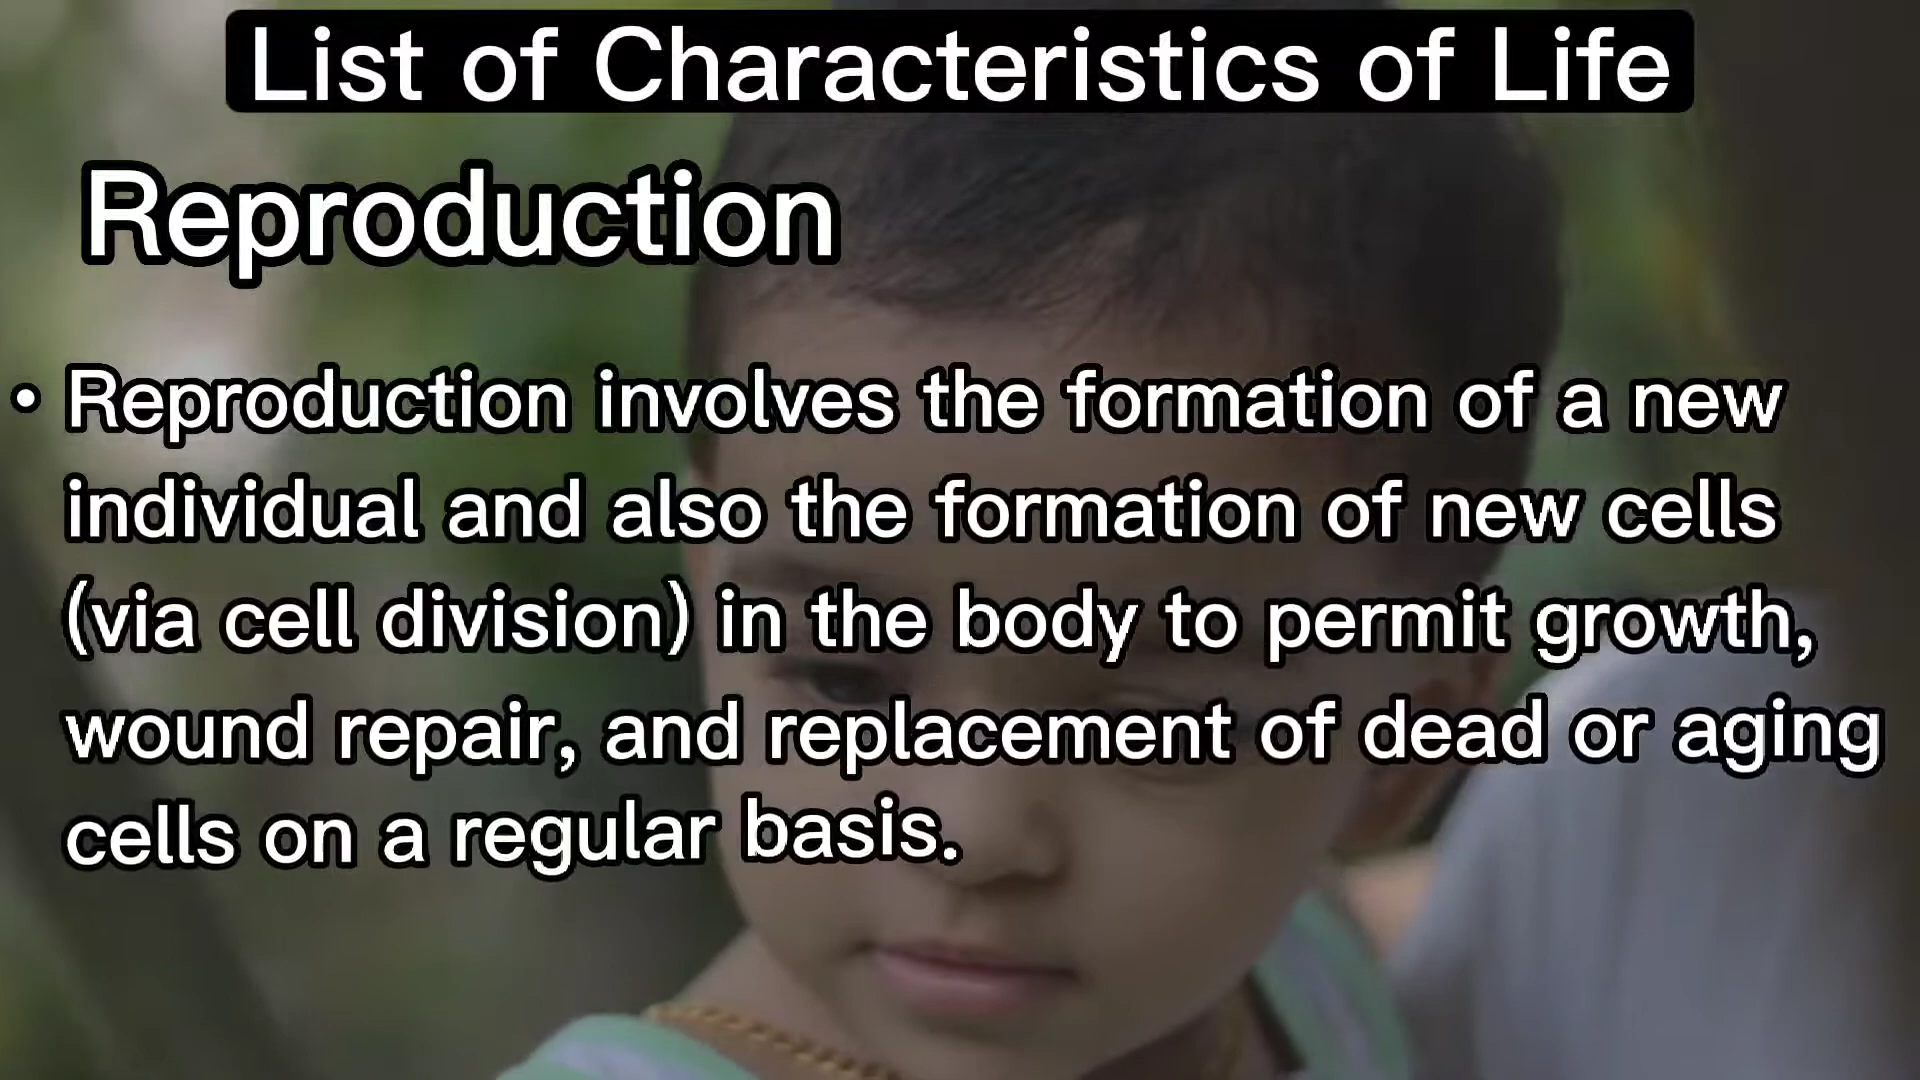 List of Characteristics of Life
Reproduction
• Reproduction involves the formation of a new
individual and also the formation of new cells
(via cell division) in the body to permit growth,
wound repair, and replacement of dead or aging
cells on a regular basis.